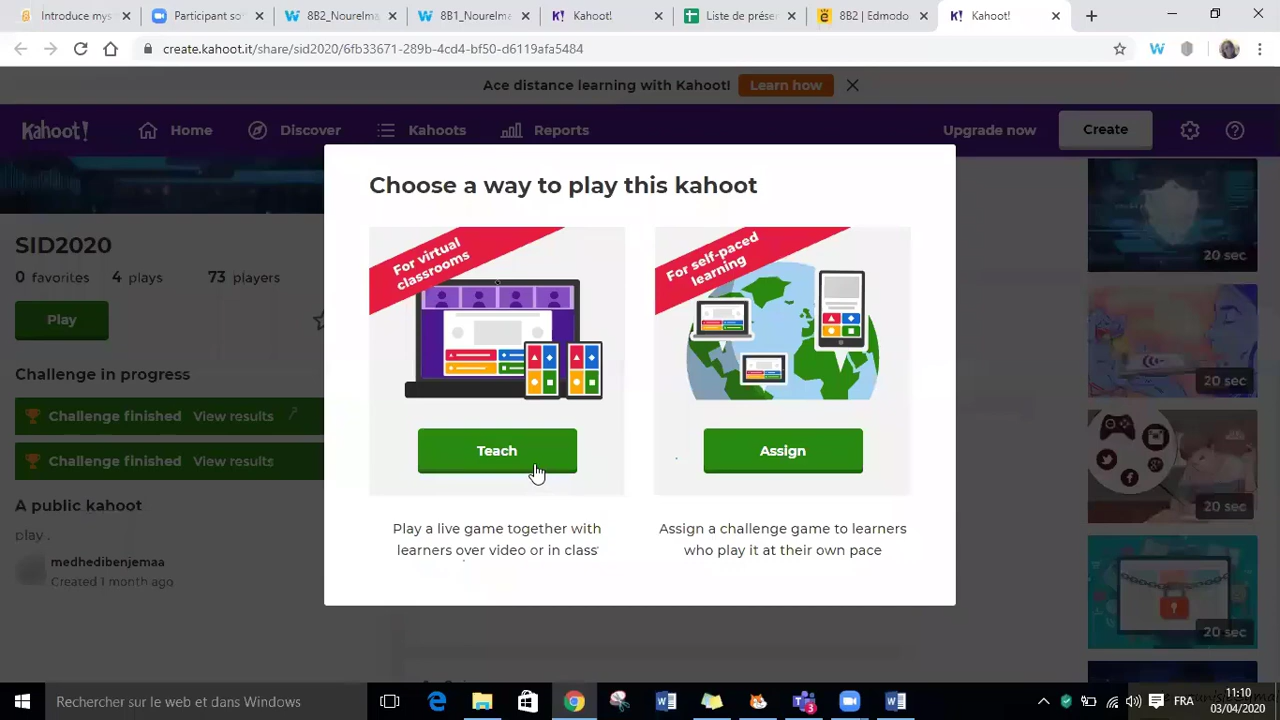 Introduce mys
Participant sof
8B2_Nourelma
8B1_Nourelma
Kahoot!
Liste de prése
8B2 | Edmodo
Kahoot!
create.kahoot.it/share/sid2020/6fb33671-289b-4cd4-bf50-d6119afa5484
Ace distance learning with Kahoot! Learn how
Kahoot! Home Discover Kahoots Reports Upgrade now Create
Choose a way to play this kahoot
For virtual
classrooms
For self-paced
learning
Teach
Assign
Play a live game together with
learners over video or in class
Assign a challenge game to learners
who play it at their own pace
SID2020
0 favorites 4 plays 73 players
Play
Challenge in progress
Challenge finished View results
Challenge finished View results
A public kahoot
play .
medhedibenjemaa
Created 1 month ago
20 sec
20 sec
20 sec
20 sec
Rechercher sur le web et dans Windows
3
FRA
11:10
03/04/2020